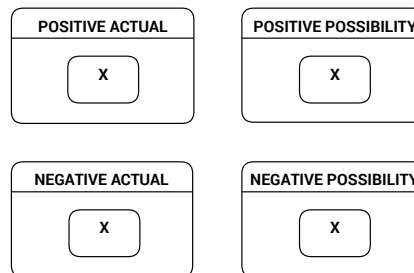 POSITIVE ACTUAL
X
POSITIVE POSSIBILITY
X
NEGATIVE ACTUAL
X
NEGATIVE POSSIBILITY
X